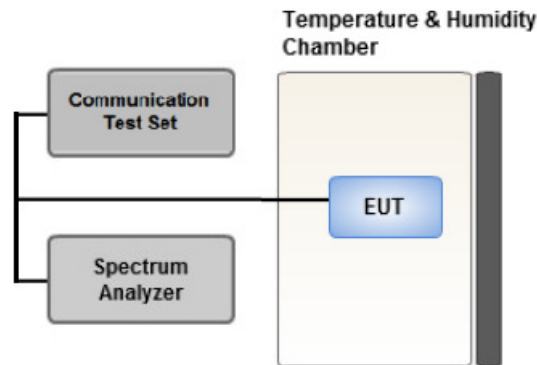 Temperature & Humidity
Chamber
Communication
Test Set
EUT
Spectrum
Analyzer